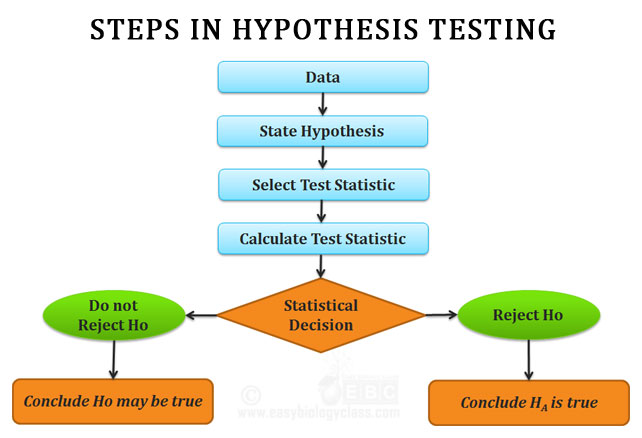 STEPS IN HYPOTHESIS TESTING
Data
State Hypothesis
Select Test Statistic
Calculate Test Statistic
Statistical
Decision
Do not
Reject Ho
Reject Ho
Conclude Ho may be true
Conclude HA is true
©
EBC
www.easybiologyclass.com